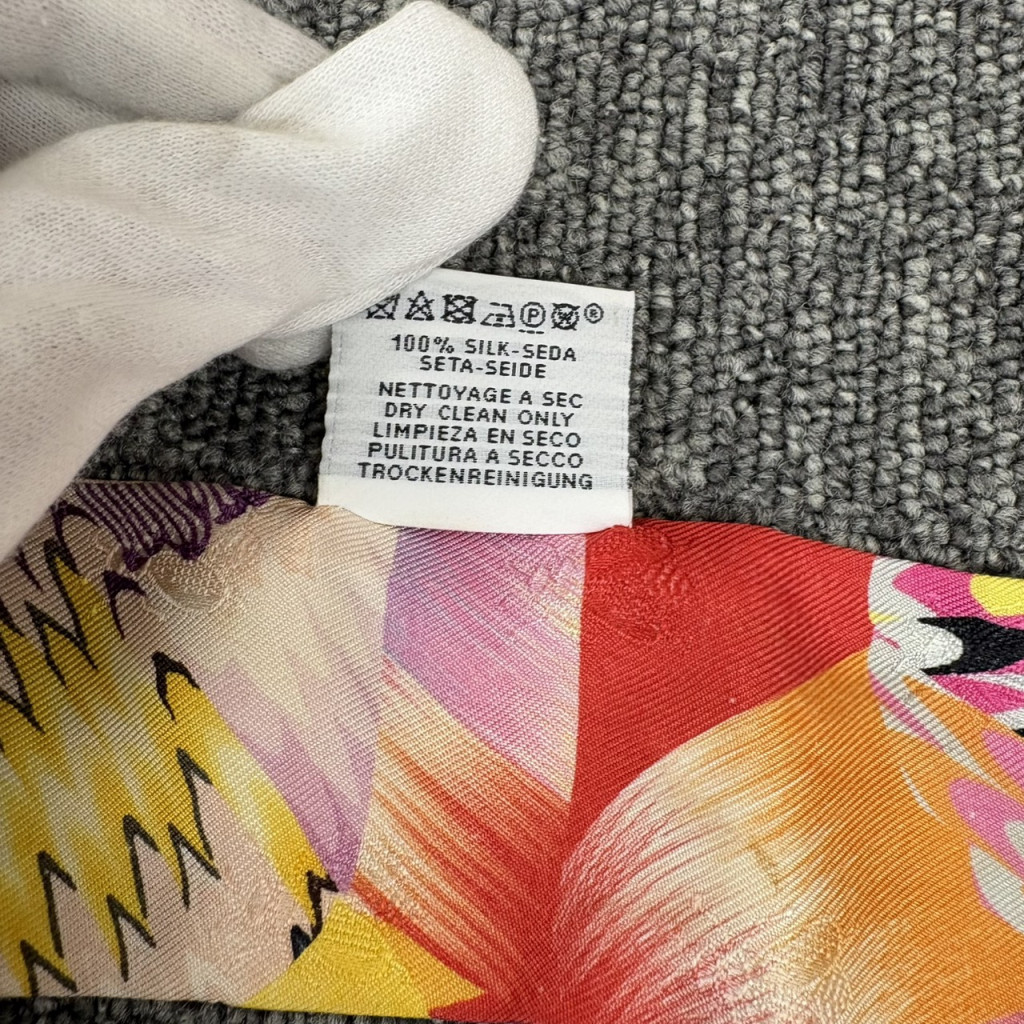 Ⓟ ®
100% SILK-SEDA
SETA-SEIDE
NETTOYAGE A SEC
DRY CLEAN ONLY
LIMPIEZA EN SECO
PULITURA A SECCO
TROCKENREINIGUNG